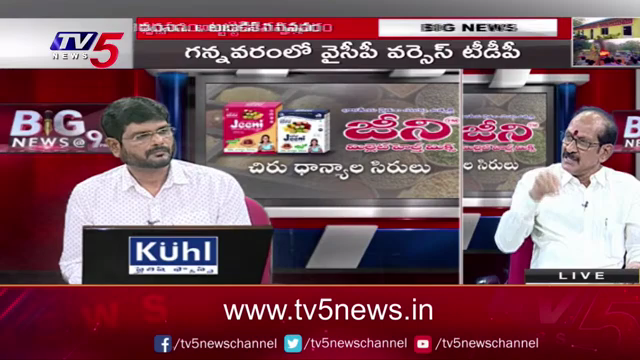 TV5
NEWS
BIG NEWS
గన్నవరంలో వైసీపీ వర్సెస్ టీడీపీ
BIG
NEWS@9
Jeeni
Jeeni
జీని
జీని
చిరు ధాన్యాల సిరులు
ల సిరులు
Kühl
LIVE
www.tv5news.in
/tv5newschannel
/tv5newschannel
/tv5newschannel